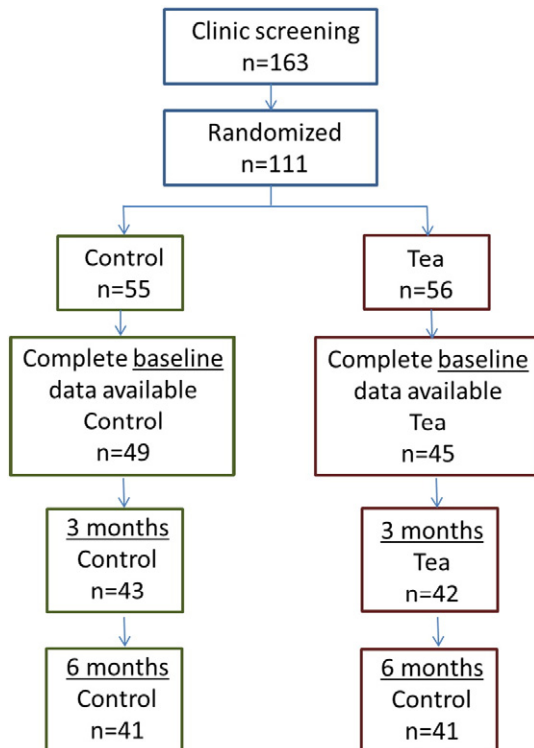 Clinic screening
n=163
Randomized
n=111
Control
n=55
Tea
n=56
Complete baseline
data available
Control
n=49
Complete baseline
data available
Tea
n=45
3 months
Control
n=43
3 months
Tea
n=42
6 months
Control
n=41
6 months
Control
n=41